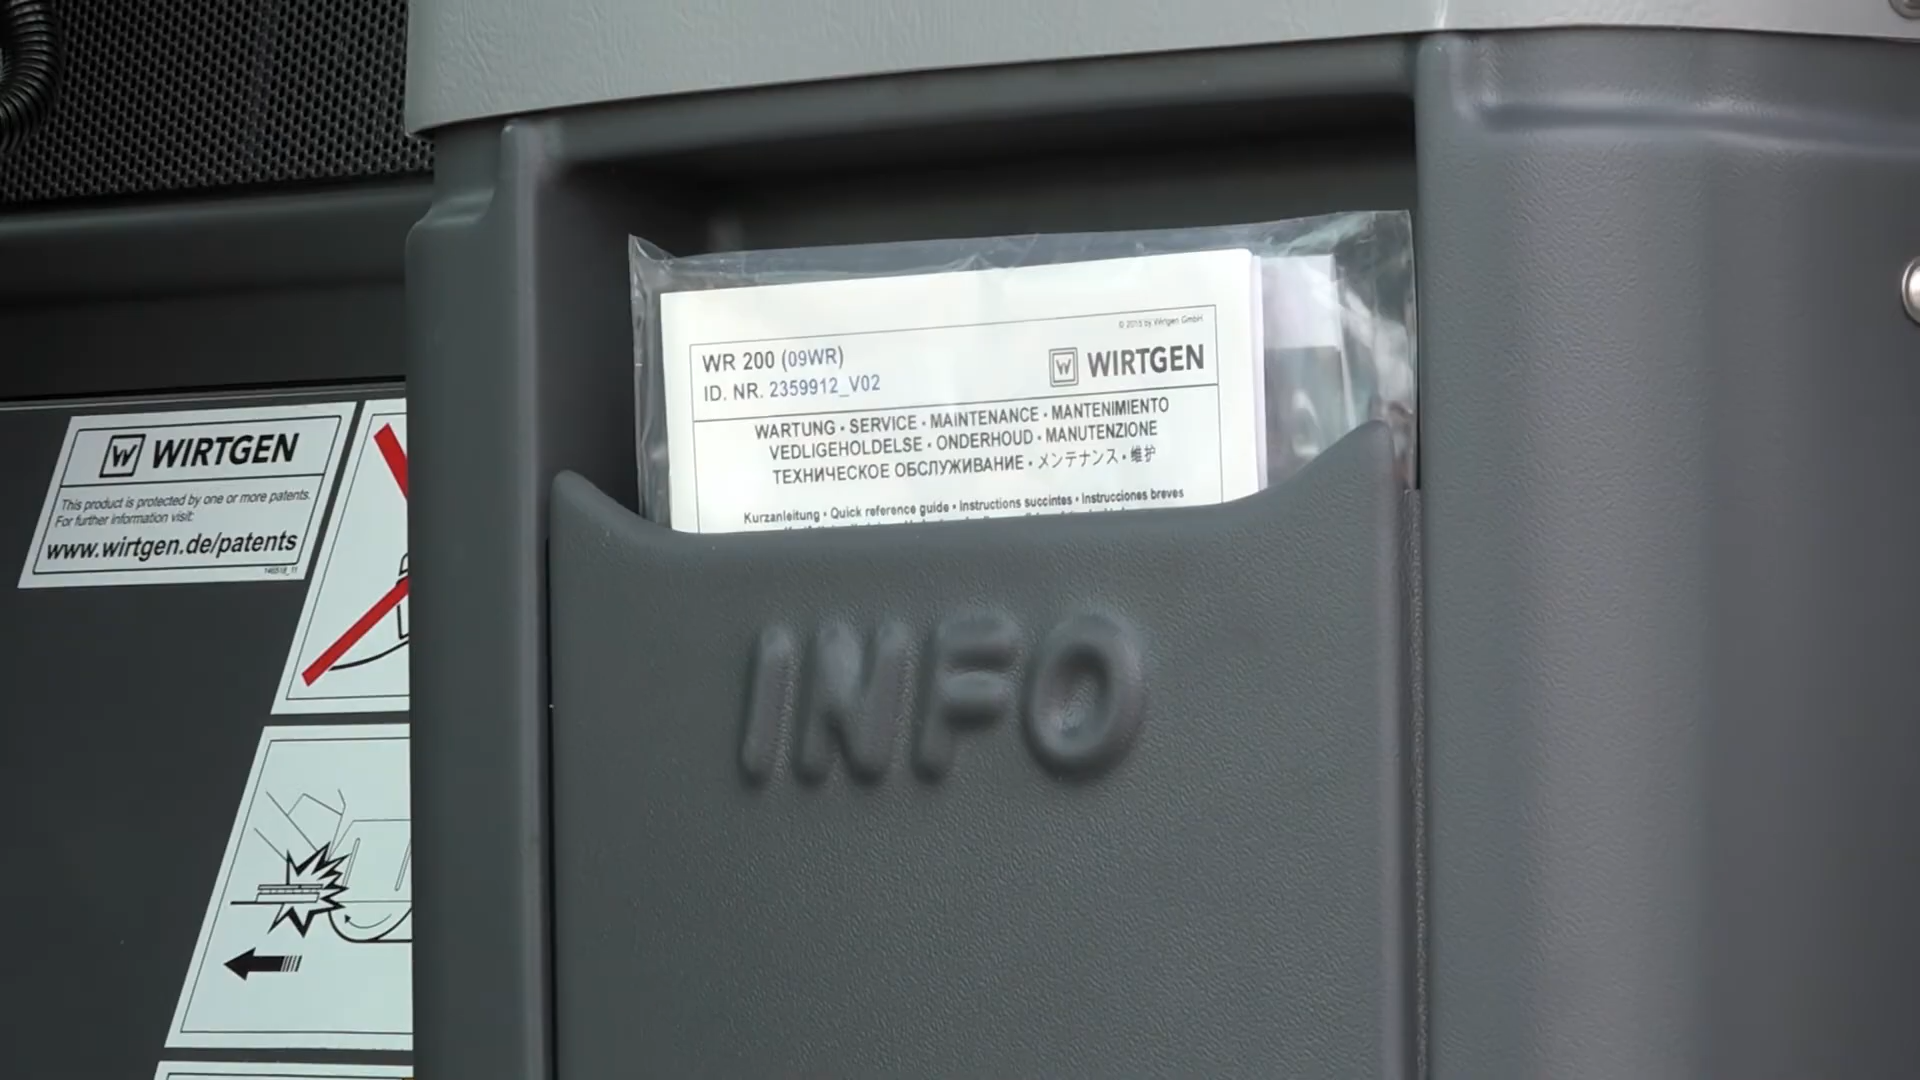 © 2015 by Wirtgen GmbH
WR 200 (09WR)
WIRTGEN
ID. NR. 2359912_V02
WARTUNG • SERVICE • MAINTENANCE • MANTENIMIENTO
VEDLIGEHOLDELSE • ONDERHOUD • MANUTENZIONE
ТЕХНИЧЕСКОЕ ОБСЛУЖИВАНИЕ • メンテナンス • 维护
Kurzanleitung • Quick reference guide • Instructions succintes • Instrucciones breves
WIRTGEN
This product is protected by one or more patents.
For further information visit:
www.wirtgen.de/patents
INFO